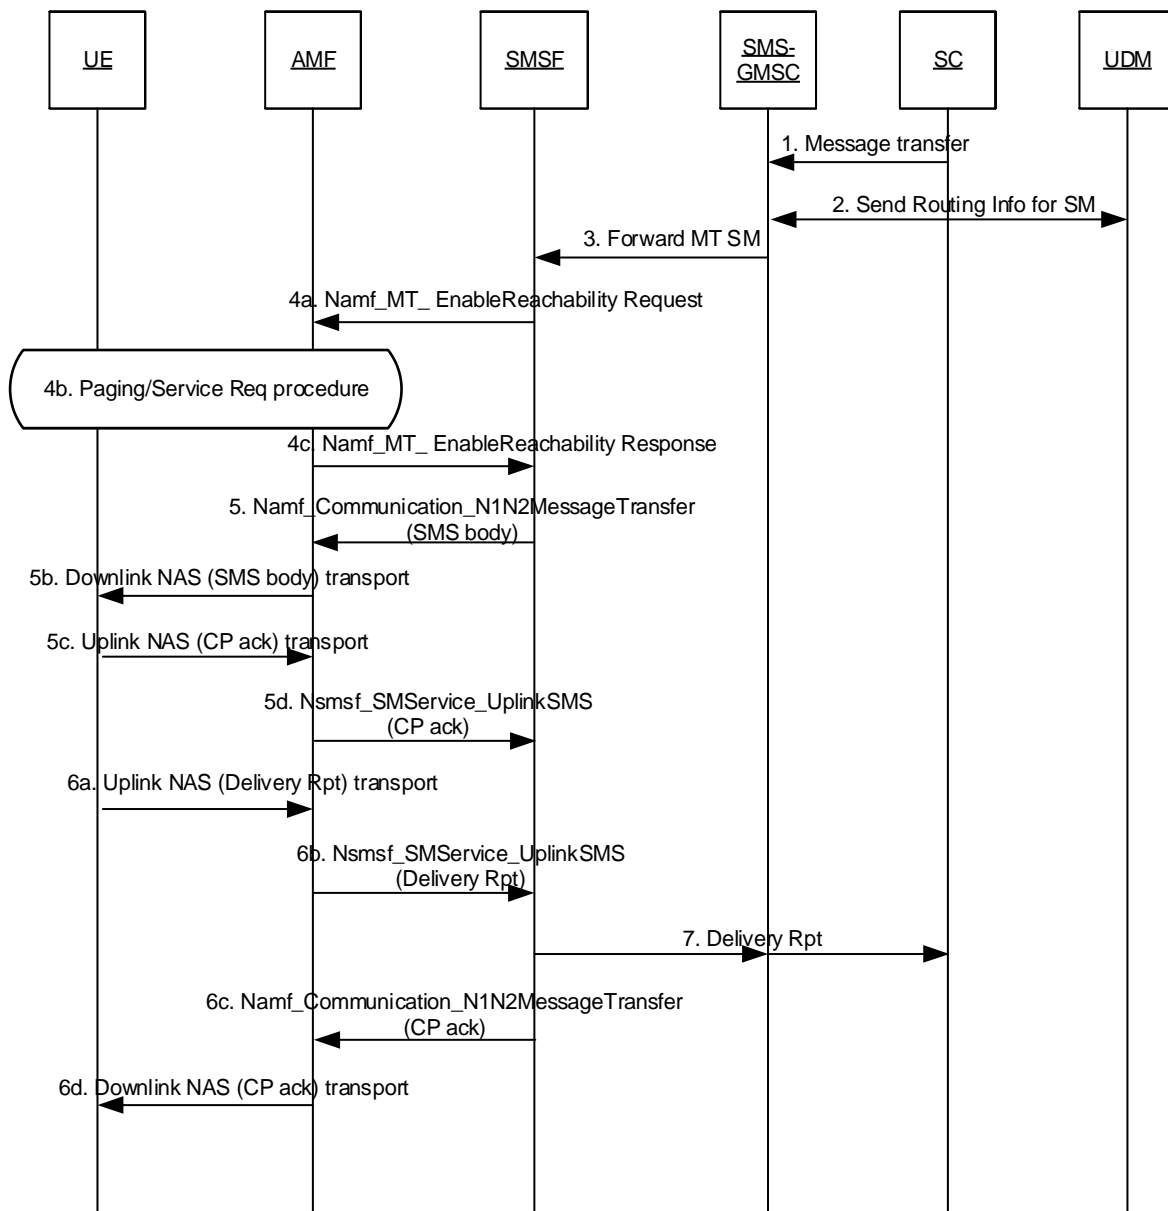 UE
AMF
SMSF
SMS-
GMSC
SC
UDM
1. Message transfer
2. Send Routing Info for SM
3. Forward MT SM
4a. Namf_MT_ EnableReachability Request
4b. Paging/Service Req procedure
4c. Namf_MT_ EnableReachability Response
5. Namf_Communication_N1N2MessageTransfer
(SMS body)
5b. Downlink NAS (SMS body) transport
5c. Uplink NAS (CP ack) transport
5d. Nsmsf_SMService_UplinkSMS
(CP ack)
6a. Uplink NAS (Delivery Rpt) transport
6b. Nsmsf_SMService_UplinkSMS
(Delivery Rpt)
7. Delivery Rpt
6c. Namf_Communication_N1N2MessageTransfer
(CP ack)
6d. Downlink NAS (CP ack) transport